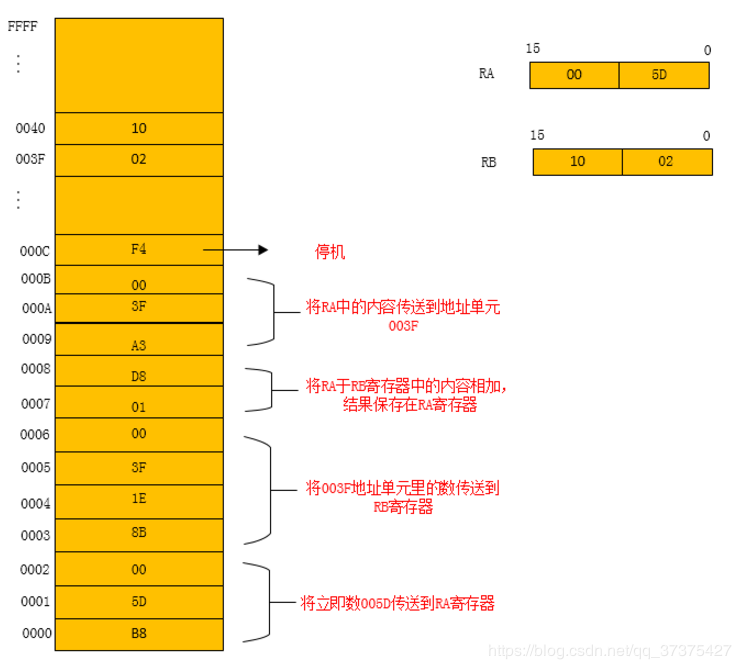 FFFF
⋮
0040 10
003F 02
⋮
000C F4
000B 00
000A 3F
0009 A3
0008 D8
0007 01
0006 00
0005 3F
0004 1E
0003 8B
0002 00
0001 5D
0000 B8
15 0
RA 00 5D
15 0
RB 10 02
停机
将RA中的内容传送到地址单元
003F
将RA于RB寄存器中的内容相加,
结果保存在RA寄存器
将003F地址单元里的数传送到
RB寄存器
将立即数005D传送到RA寄存器
https://blog.csdn.net/qq_37375427